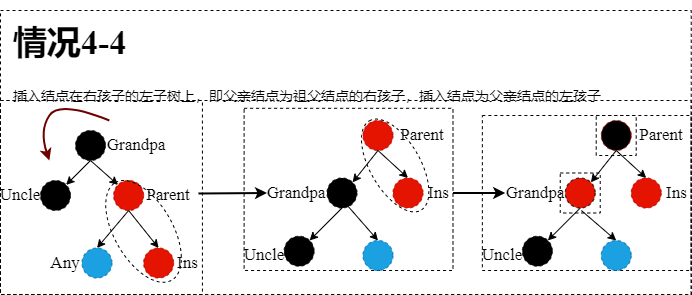 情况4-4
插入结点在右孩子的左子树上，即父亲结点为祖父结点的右孩子，插入结点为父亲结点的左孩子
Grandpa
Uncle
Parent
Any
Ins
Parent
Grandpa
Ins
Uncle
Parent
Grandpa
Ins
Uncle